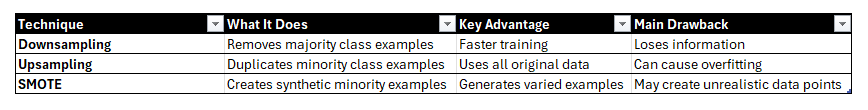 Technique What It Does Key Advantage Main Drawback
Downsampling Removes majority class examples Faster training Loses information
Upsampling Duplicates minority class examples Uses all original data Can cause overfitting
SMOTE Creates synthetic minority examples Generates varied examples May create unrealistic data points